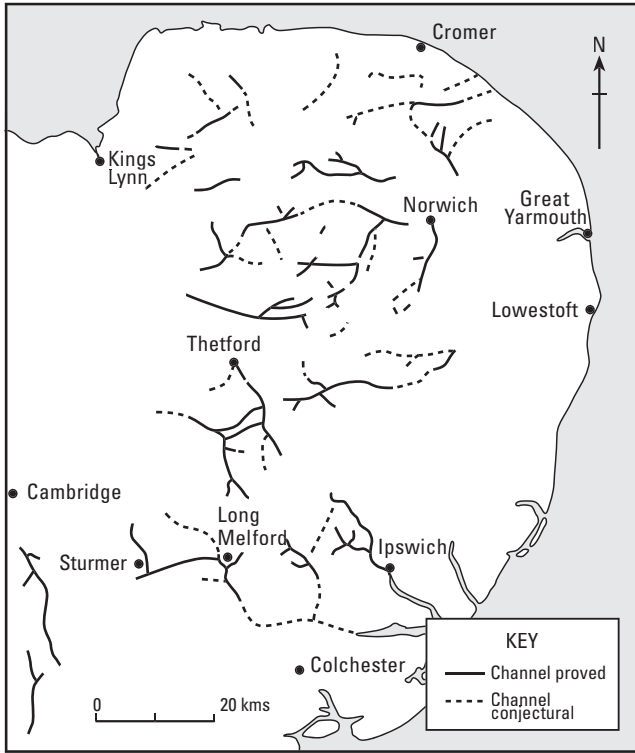 Cromer
N
Kings
Lynn
Norwich
Great
Yarmouth
Lowestoft
Thetford
Cambridge
Long
Melford
Sturmer
Ipswich
Colchester
0 20 kms
KEY
Channel proved
Channel
conjectural